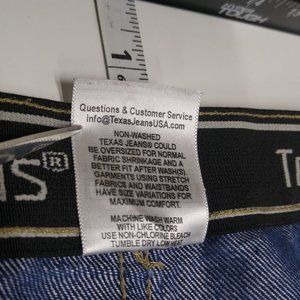 Questions & Customer Service
info@TexasJeansUSA.com
NON-WASHED
TEXAS JEANS® COULD
BE OVERSIZED FOR NORMAL
FABRIC SHRINKAGE AND A
BETTER FIT AFTER WASH(S).
GARMENTS USING STRETCH
FABRICS AND WAISTBANDS
HAVE SIZE VARIATIONS FOR
MAXIMUM COMFORT.
MACHINE WASH WARM
WITH LIKE COLORS
USE NON-CHLORINE BLEACH
TUMBLE DRY LOW HEAT